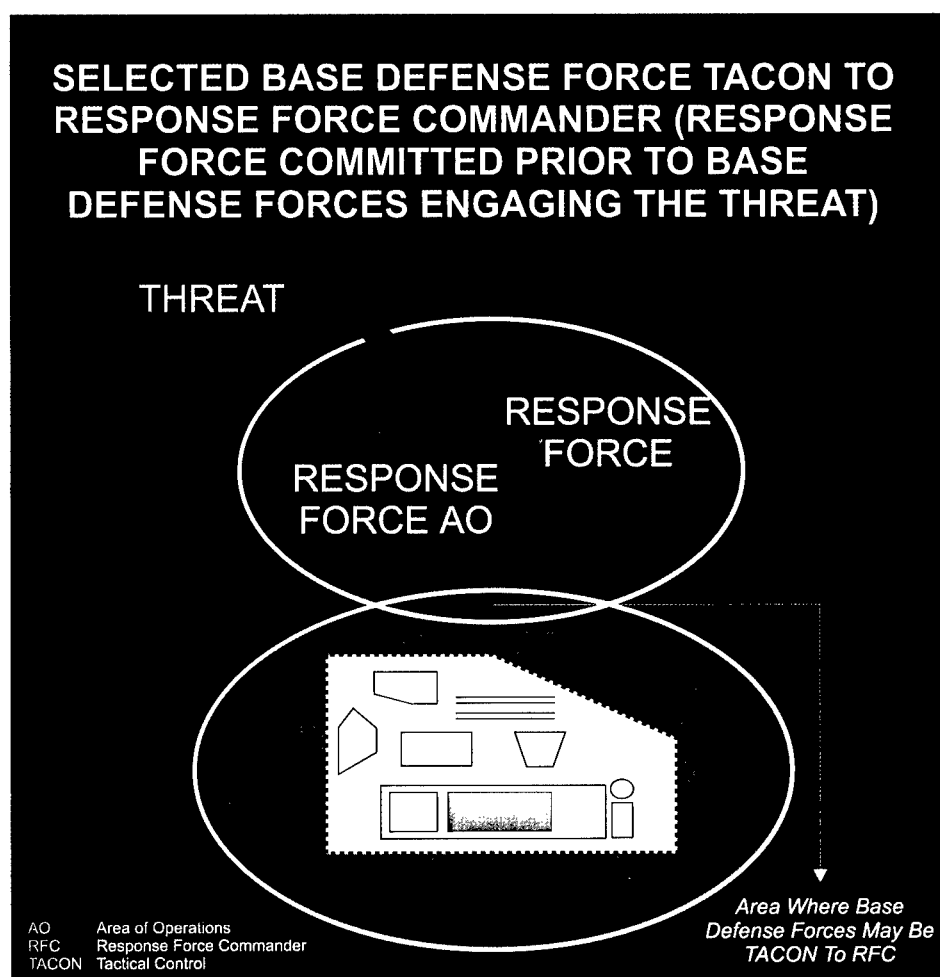 SELECTED BASE DEFENSE FORCE TACON TO
RESPONSE FORCE COMMANDER (RESPONSE
FORCE COMMITTED PRIOR TO BASE
DEFENSE FORCES ENGAGING THE THREAT)
THREAT
RESPONSE
FORCE
RESPONSE
FORCE AO
AO Area of Operations
RFC Response Force Commander
TACON Tactical Control
Area Where Base
Defense Forces May Be
TACON To RFC